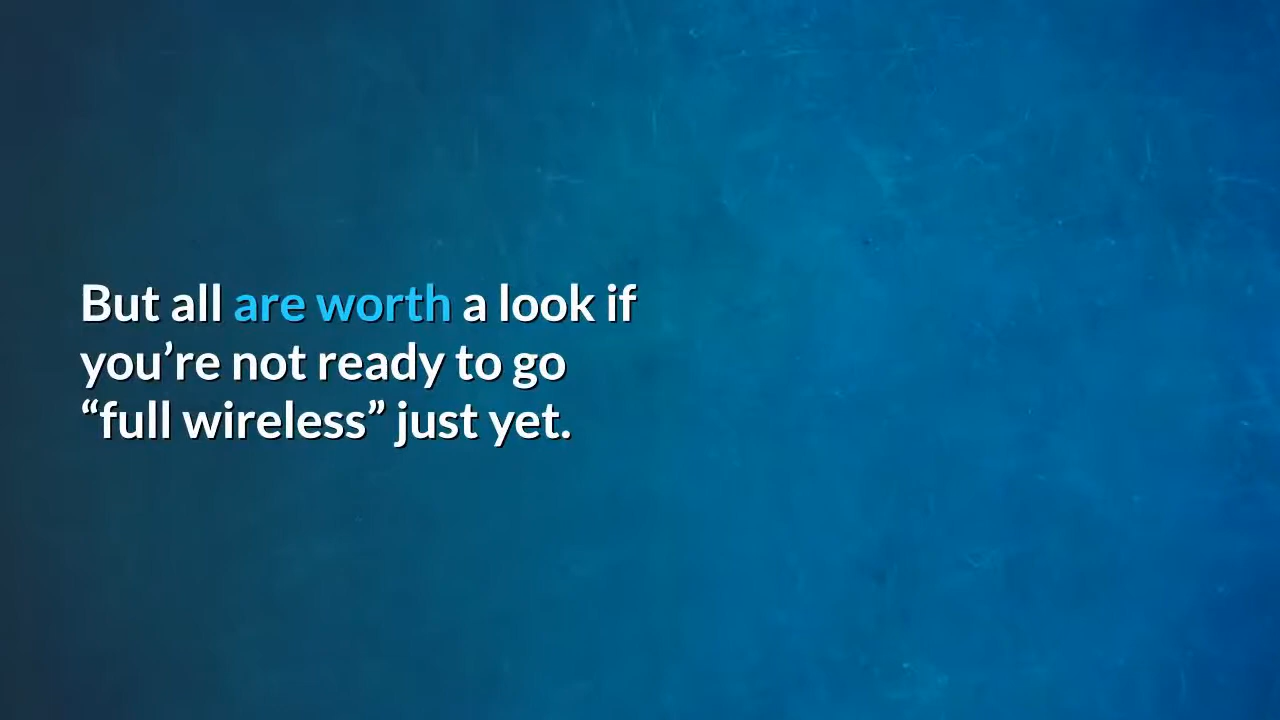 But all are worth a look if
you’re not ready to go
“full wireless” just yet.